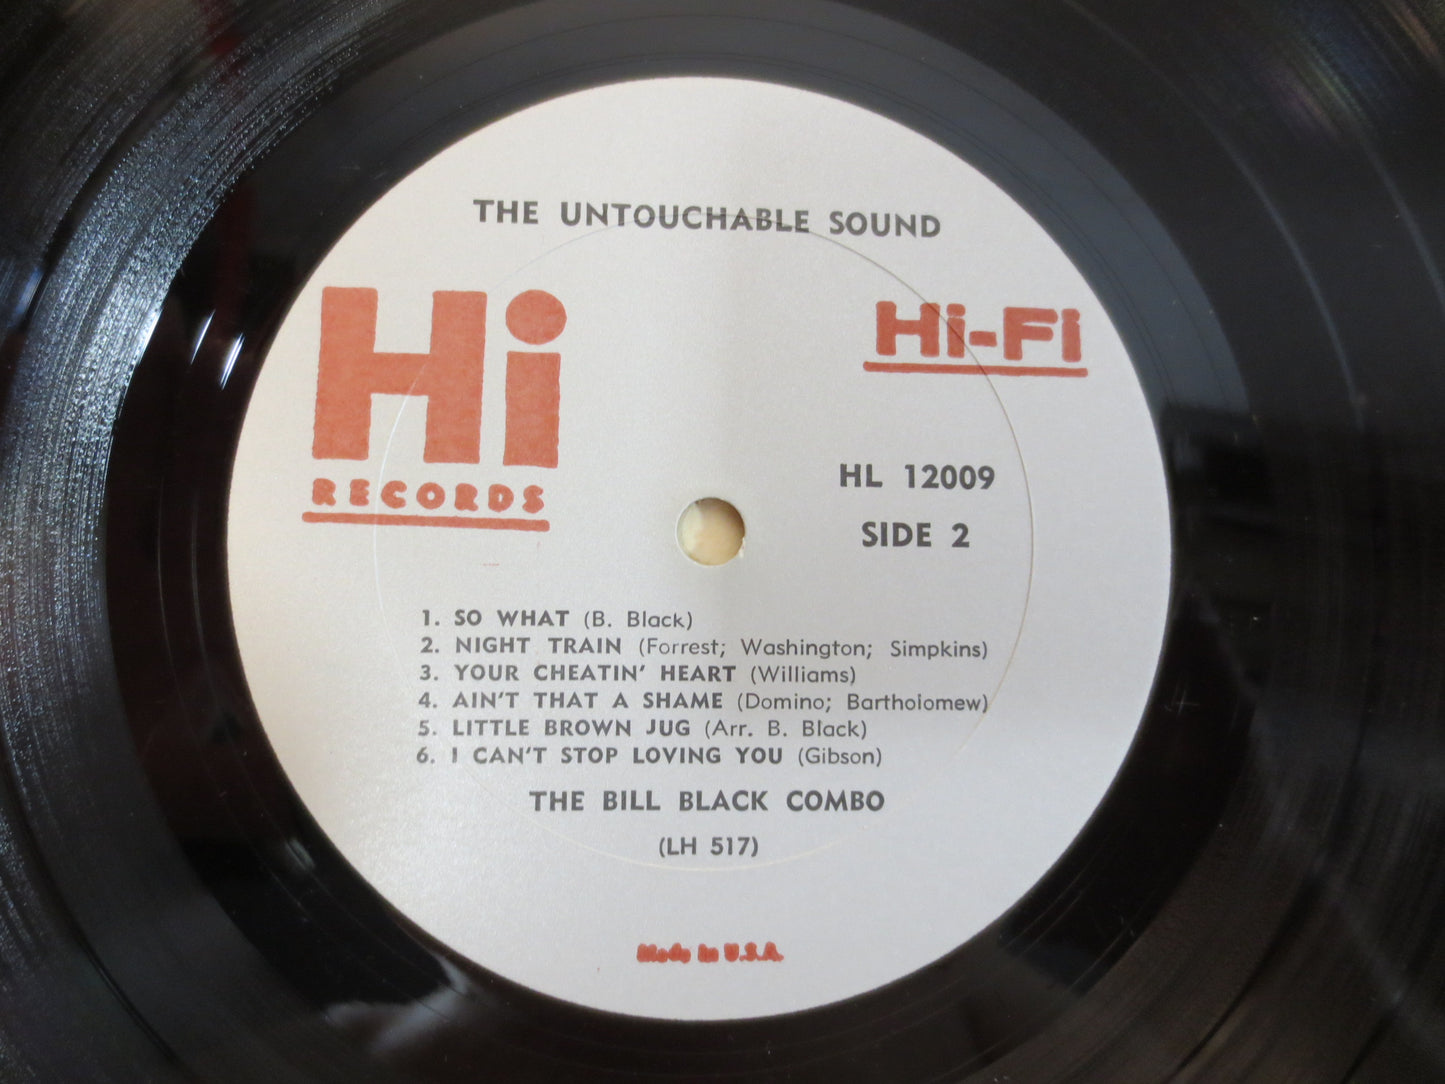 THE UNTOUCHABLE SOUND
Hi
RECORDS
Hi-Fi
HL 12009
SIDE 2
1. SO WHAT (B. Black)
2. NIGHT TRAIN (Forrest; Washington; Simpkins)
3. YOUR CHEATIN' HEART (Williams)
4. AIN'T THAT A SHAME (Domino; Bartholomew)
5. LITTLE BROWN JUG (Arr. B. Black)
6. I CAN'T STOP LOVING YOU (Gibson)
THE BILL BLACK COMBO
(LH 517)
Made in U.S.A.